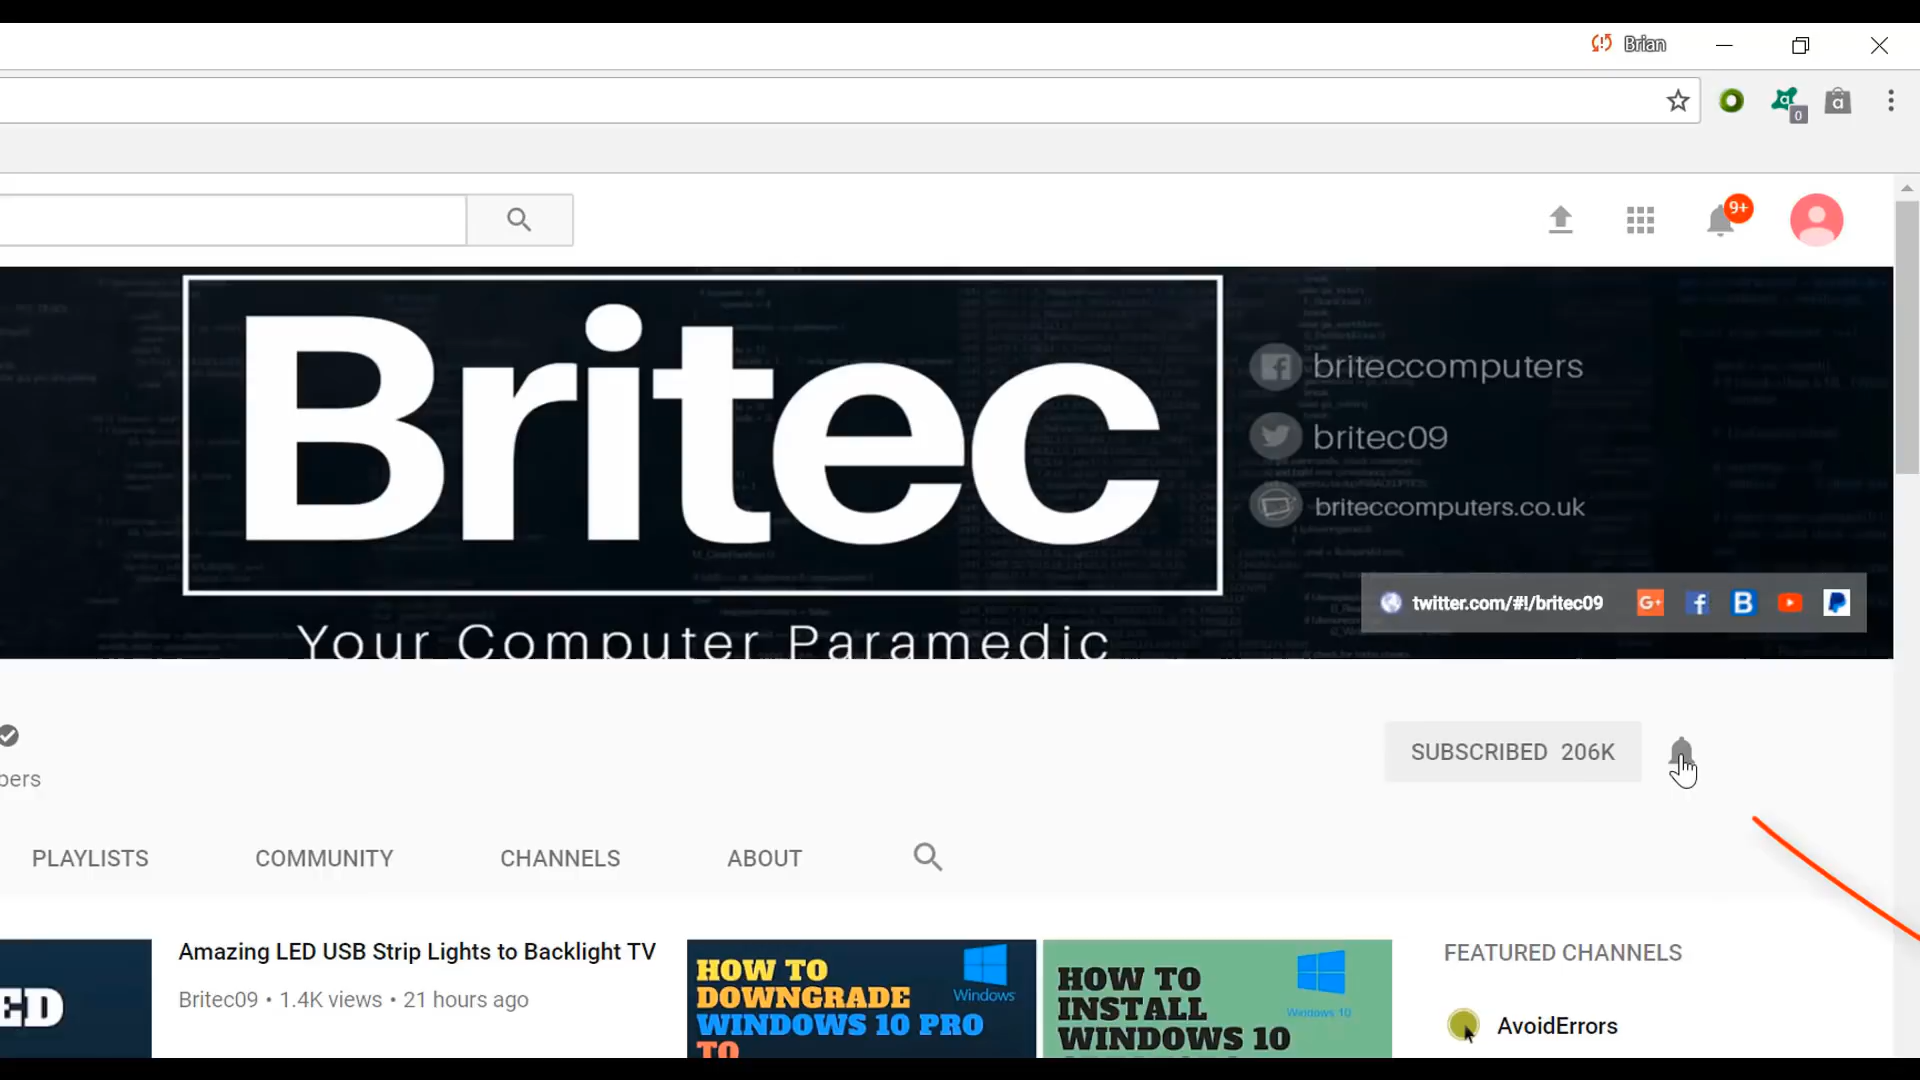 Brian
0
9+
Britec
briteccomputers
britec09
briteccomputers.co.uk
twitter.com/#!/britec09
Your Computer Paramedic
bers
SUBSCRIBED 206K
PLAYLISTS COMMUNITY CHANNELS ABOUT
Amazing LED USB Strip Lights to Backlight TV
Britec09 • 1.4K views • 21 hours ago
ED
HOW TO
DOWNGRADE
WINDOWS 10 PRO
TO
Windows
HOW TO
INSTALL
WINDOWS 10
Windows 10
FEATURED CHANNELS
AvoidErrors